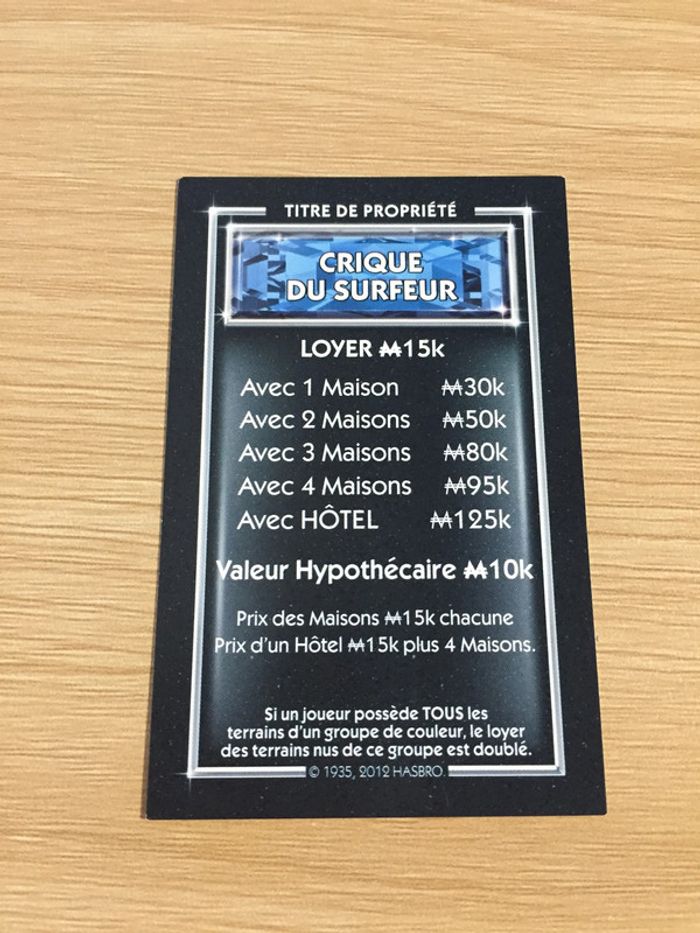 TITRE DE PROPRIÉTÉ
CRIQUE
DU SURFEUR
LOYER ₩15k
Avec 1 Maison ₩30k
Avec 2 Maisons ₩50k
Avec 3 Maisons ₩80k
Avec 4 Maisons ₩95k
Avec HÔTEL ₩125k
Valeur Hypothécaire ₩10k
Prix des Maisons ₩15k chacune
Prix d'un Hôtel ₩15k plus 4 Maisons.
Si un joueur possède TOUS les
terrains d'un groupe de couleur, le loyer
des terrains nus de ce groupe est doublé.
© 1935, 2012 HASBRO.